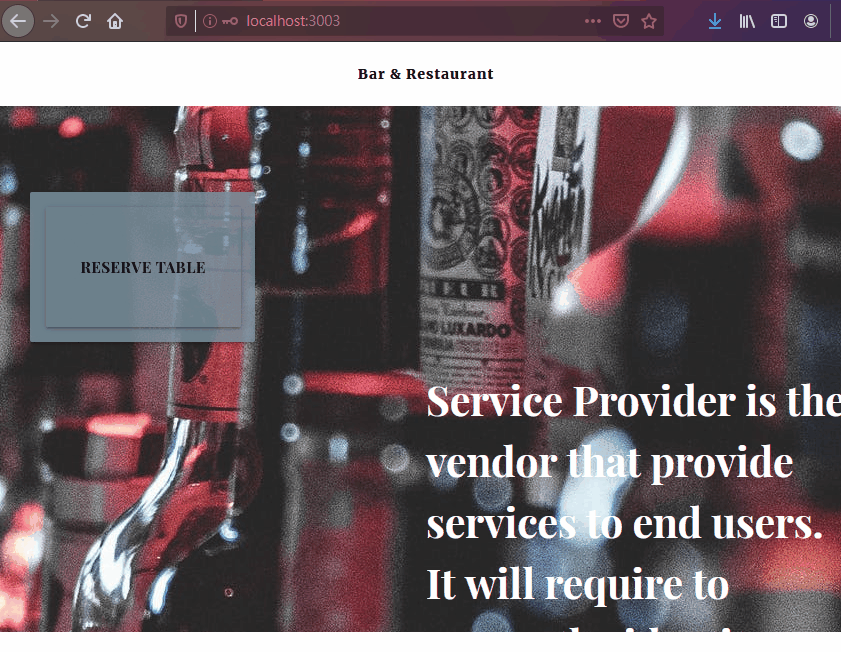 localhost:3003
Bar & Restaurant
RESERVE TABLE
LUXARDO
Service Provider is the
vendor that provide
services to end users.
It will require to